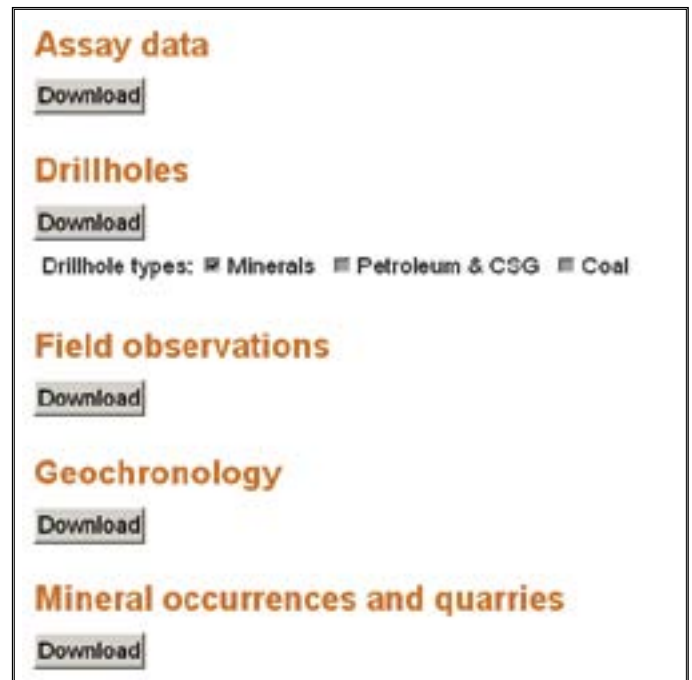 Assay data
Download
Drillholes
Download
Drillhole types: Minerals Petroleum & CSG Coal
Field observations
Download
Geochronology
Download
Mineral occurrences and quarries
Download